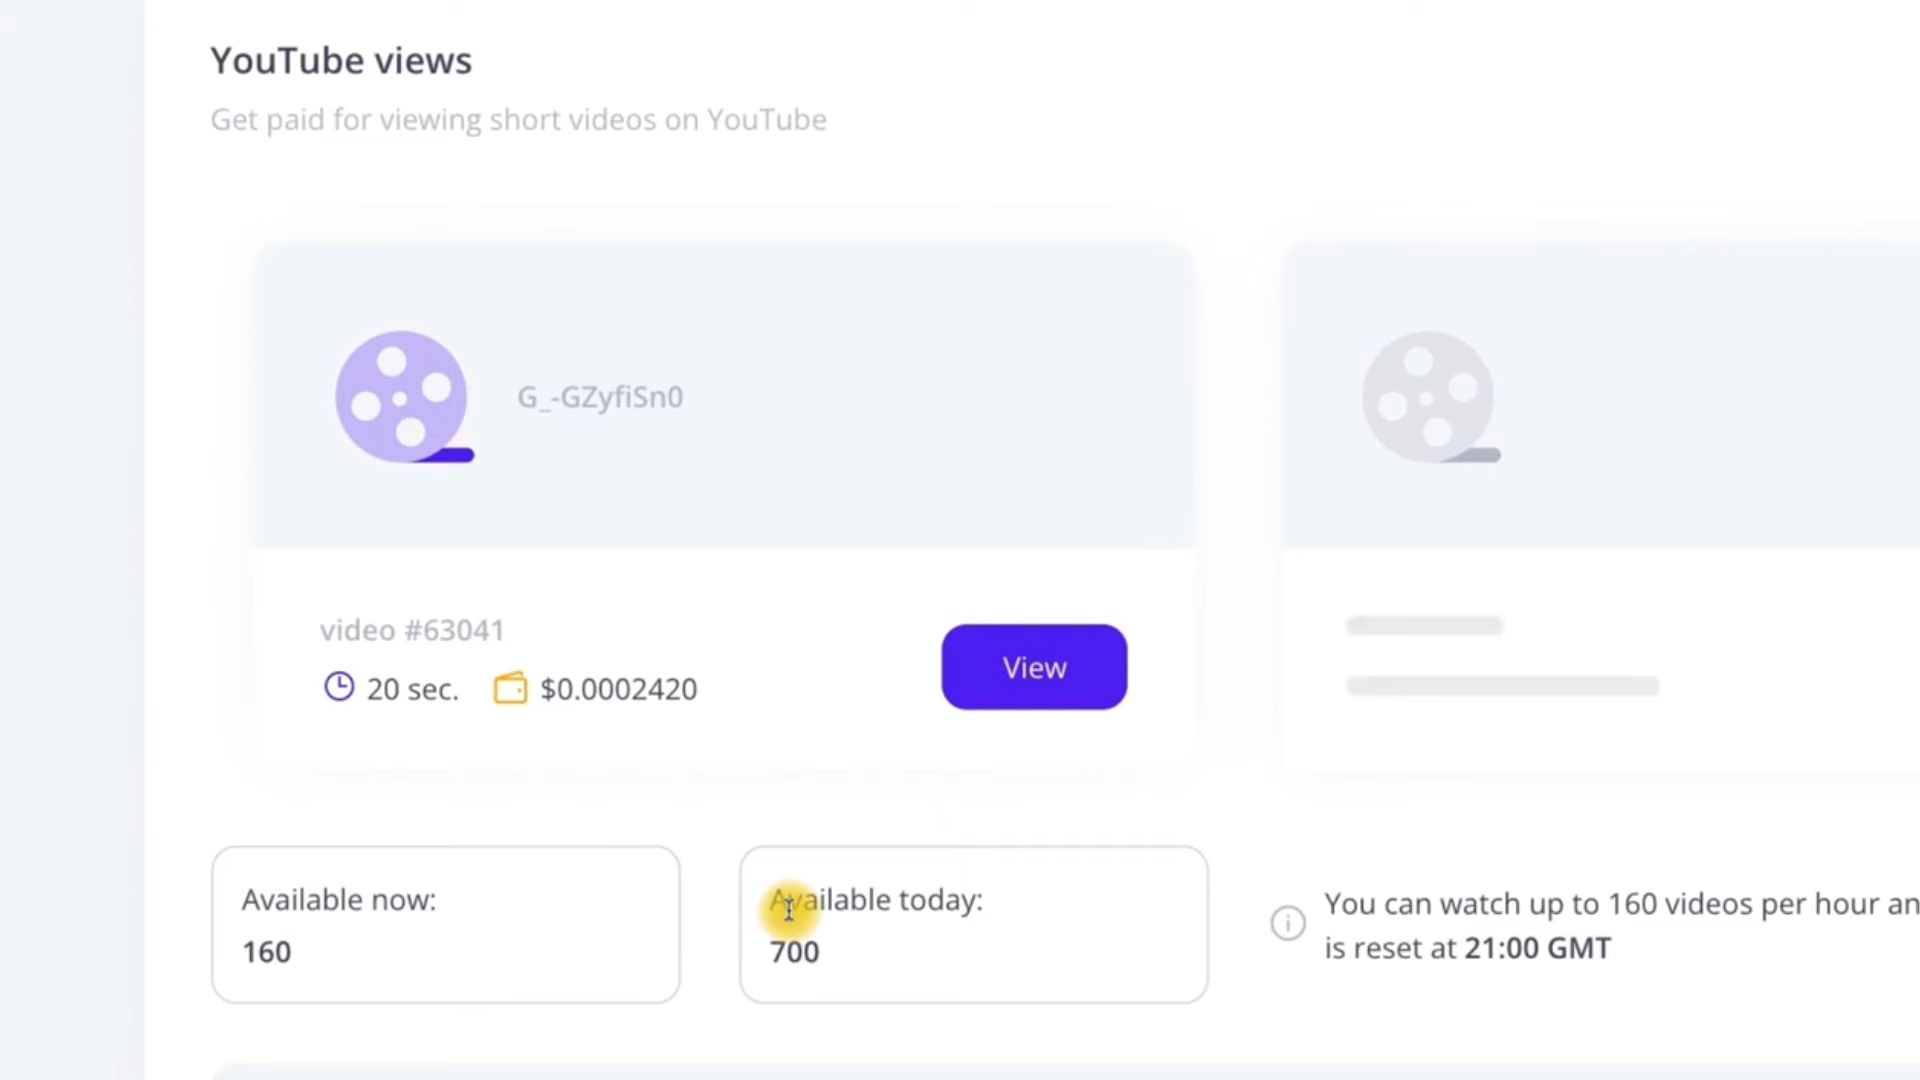 YouTube views
Get paid for viewing short videos on YouTube
G_-GZyfiSn0
video #63041
20 sec. $0.0002420
View
Available now:
160
Available today:
700
You can watch up to 160 videos per hour an
is reset at 21:00 GMT